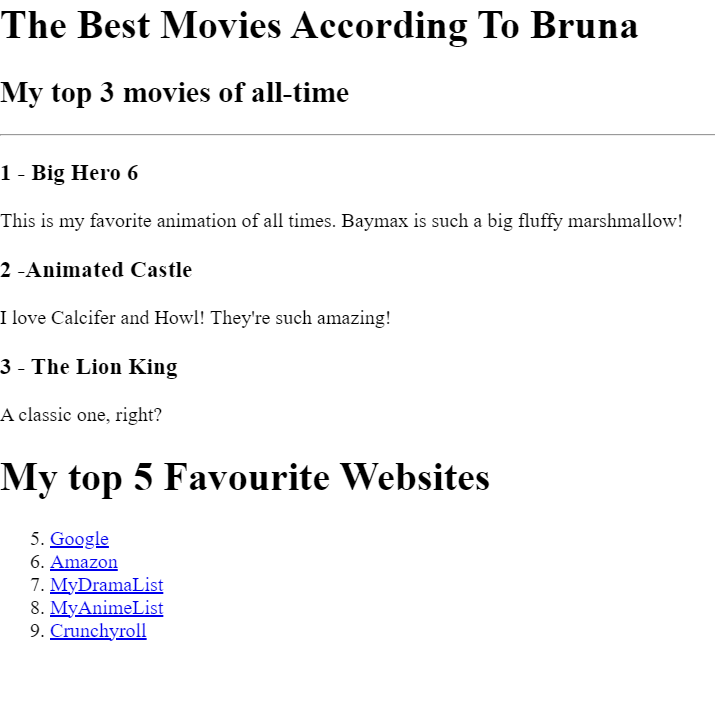 The Best Movies According To Bruna
My top 3 movies of all-time
1 - Big Hero 6
This is my favorite animation of all times. Baymax is such a big fluffy marshmallow!
2 -Animated Castle
I love Calcifer and Howl! They're such amazing!
3 - The Lion King
A classic one, right?
My top 5 Favourite Websites
5. Google
6. Amazon
7. MyDramaList
8. MyAnimeList
9. Crunchyroll